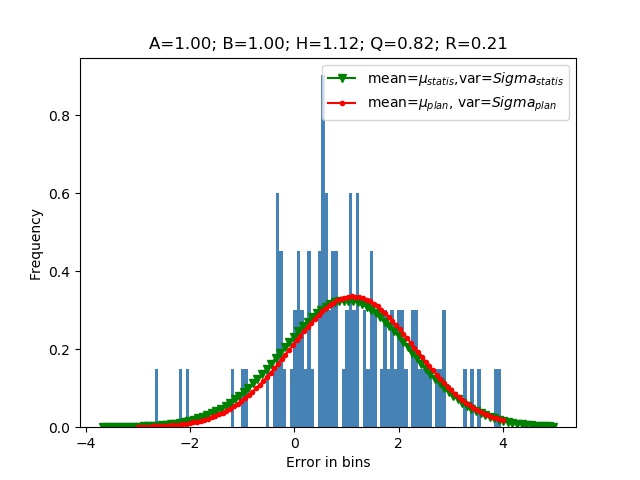 A=1.00; B=1.00; H=1.12; Q=0.82; R=0.21
mean=μstatis,var=Sigmastatis
mean=μplan, var=Sigmaplan
Frequency
0.8
0.6
0.4
0.2
0.0
−4 −2 0 2 4
Error in bins